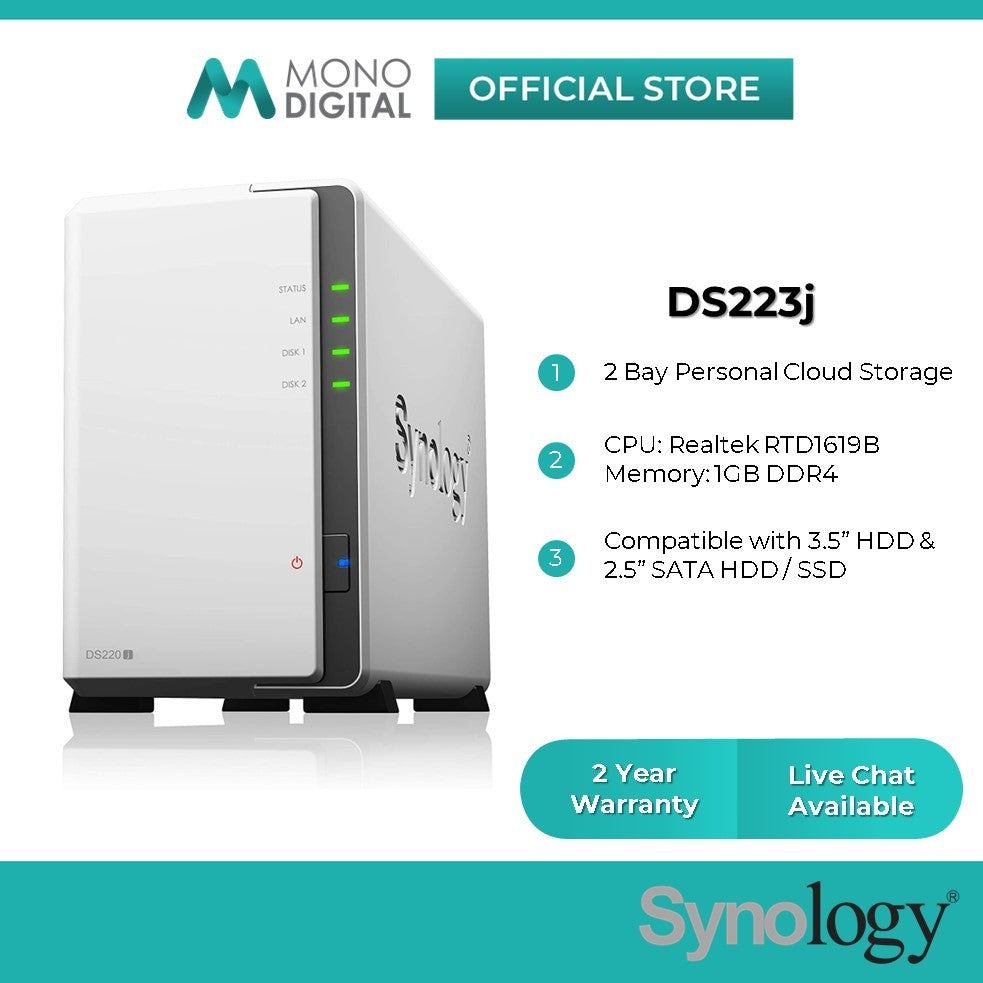 MONO
DIGITAL
OFFICIAL STORE
STATUS
LAN
DISK 1
DISK 2
Synology®
DS220 j
DS223j
1
2 Bay Personal Cloud Storage
2
CPU: Realtek RTD1619B
Memory: 1GB DDR4
3
Compatible with 3.5” HDD &
2.5” SATA HDD / SSD
2 Year
Warranty
Live Chat
Available
Synology®